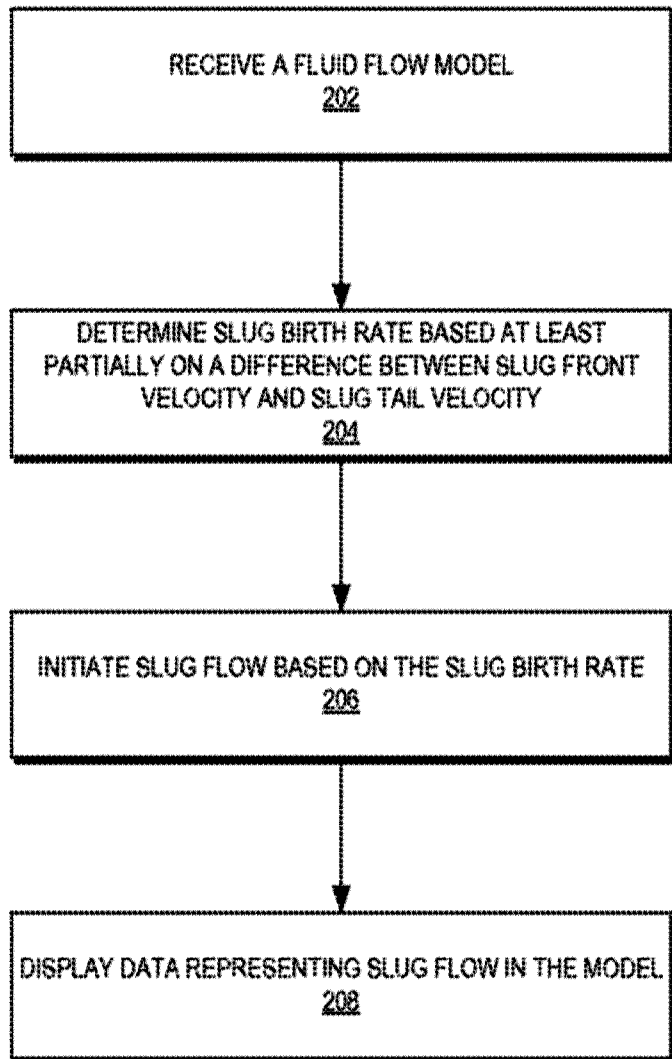 RECEIVE A FLUID FLOW MODEL
202
DETERMINE SLUG BIRTH RATE BASED AT LEAST
PARTIALLY ON A DIFFERENCE BETWEEN SLUG FRONT
VELOCITY AND SLUG TAIL VELOCITY
204
INITIATE SLUG FLOW BASED ON THE SLUG BIRTH RATE
206
DISPLAY DATA REPRESENTING SLUG FLOW IN THE MODEL
208